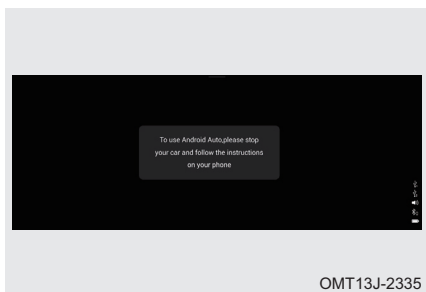 To use Android Auto,please stop
your car and follow the instructions
on your phone
OMT13J-2335